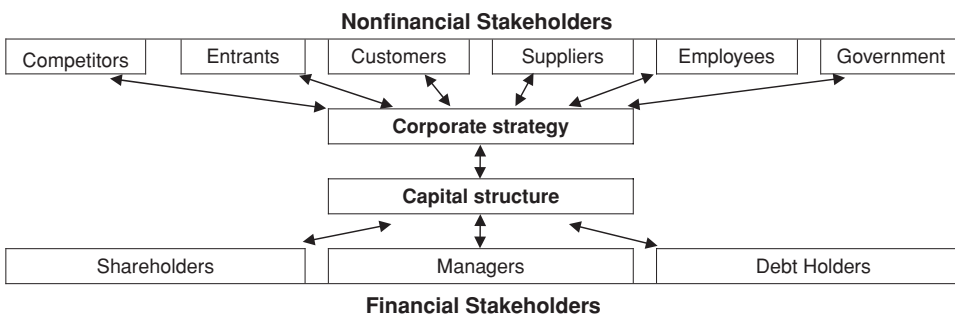 Nonfinancial Stakeholders
Competitors Entrants Customers Suppliers Employees Government
Corporate strategy
Capital structure
Shareholders Managers Debt Holders
Financial Stakeholders